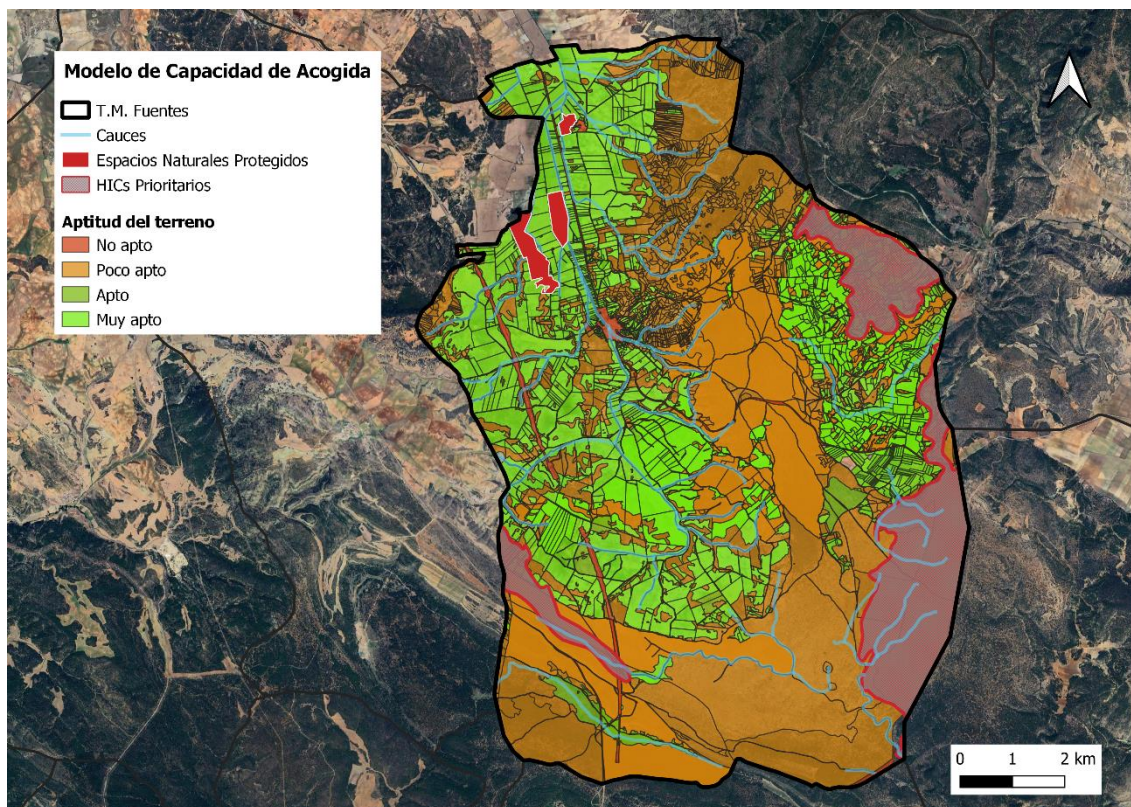 Modelo de Capacidad de Acogida
T.M. Fuentes
Cauces
Espacios Naturales Protegidos
HICs Prioritarios
Aptitud del terreno
No apto
Poco apto
Apto
Muy apto
0 1 2 km